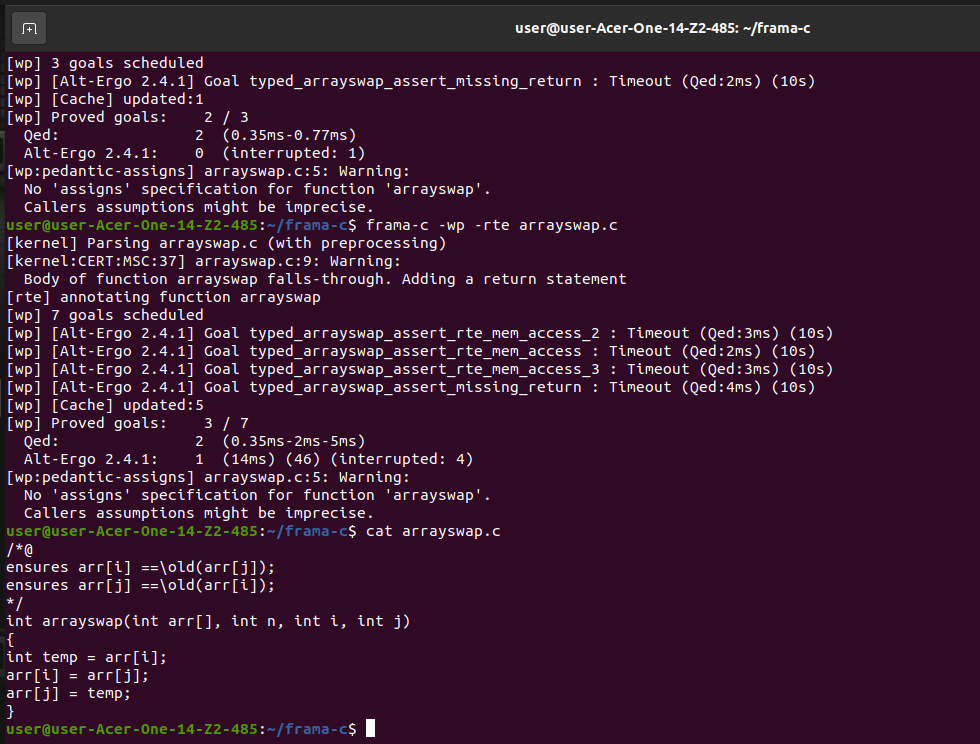 user@user-Acer-One-14-Z2-485: ~/frama-c
[wp] 3 goals scheduled
[wp] [Alt-Ergo 2.4.1] Goal typed_arrayswap_assert_missing_return : Timeout (Qed:2ms) (10s)
[wp] [Cache] updated:1
[wp] Proved goals:    2 / 3
  Qed:               2  (0.35ms-0.77ms)
  Alt-Ergo 2.4.1:    0  (interrupted: 1)
[wp:pedantic-assigns] arrayswap.c:5: Warning:
  No 'assigns' specification for function 'arrayswap'.
  Callers assumptions might be imprecise.
user@user-Acer-One-14-Z2-485:~/frama-c$ frama-c -wp -rte arrayswap.c
[kernel] Parsing arrayswap.c (with preprocessing)
[kernel:CERT:MSC:37] arrayswap.c:9: Warning:
  Body of function arrayswap falls-through. Adding a return statement
[rte] annotating function arrayswap
[wp] 7 goals scheduled
[wp] [Alt-Ergo 2.4.1] Goal typed_arrayswap_assert_rte_mem_access_2 : Timeout (Qed:3ms) (10s)
[wp] [Alt-Ergo 2.4.1] Goal typed_arrayswap_assert_rte_mem_access : Timeout (Qed:2ms) (10s)
[wp] [Alt-Ergo 2.4.1] Goal typed_arrayswap_assert_rte_mem_access_3 : Timeout (Qed:3ms) (10s)
[wp] [Alt-Ergo 2.4.1] Goal typed_arrayswap_assert_missing_return : Timeout (Qed:4ms) (10s)
[wp] [Cache] updated:5
[wp] Proved goals:    3 / 7
  Qed:               2  (0.35ms-2ms-5ms)
  Alt-Ergo 2.4.1:    1  (14ms) (46) (interrupted: 4)
[wp:pedantic-assigns] arrayswap.c:5: Warning:
  No 'assigns' specification for function 'arrayswap'.
  Callers assumptions might be imprecise.
user@user-Acer-One-14-Z2-485:~/frama-c$ cat arrayswap.c
/*@
ensures arr[i] ==\old(arr[j]);
ensures arr[j] ==\old(arr[i]);
*/
int arrayswap(int arr[], int n, int i, int j)
{
int temp = arr[i];
arr[i] = arr[j];
arr[j] = temp;
}
user@user-Acer-One-14-Z2-485:~/frama-c$